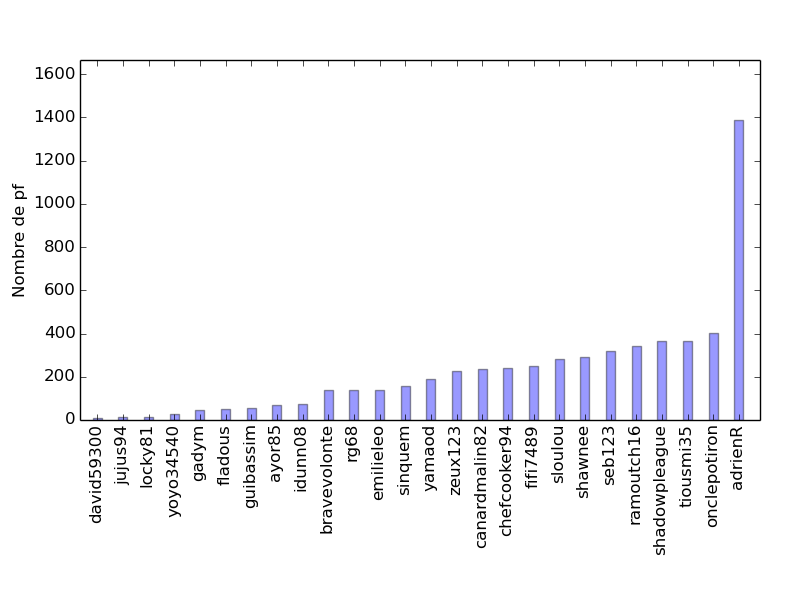 1600
1400
1200
1000
800
600
400
200
0
Nombre de pf
david59300
jujus94
locky81
yoyo34540
gadym
fladous
guibassim
ayor85
idunn08
bravevolonte
rg68
emilieleo
sinquem
yamaod
zeux123
canardmalin82
chefcooker94
fifi7489
sloulou
shawnee
seb123
ramoutch16
shadowpleague
tiousmi35
onclepotiron
adrienR